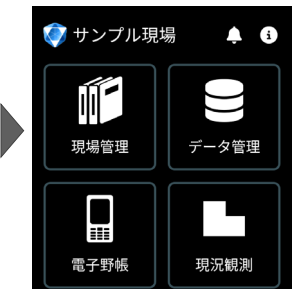 サンプル現場
現場管理
データ管理
電子野帳
現況観測